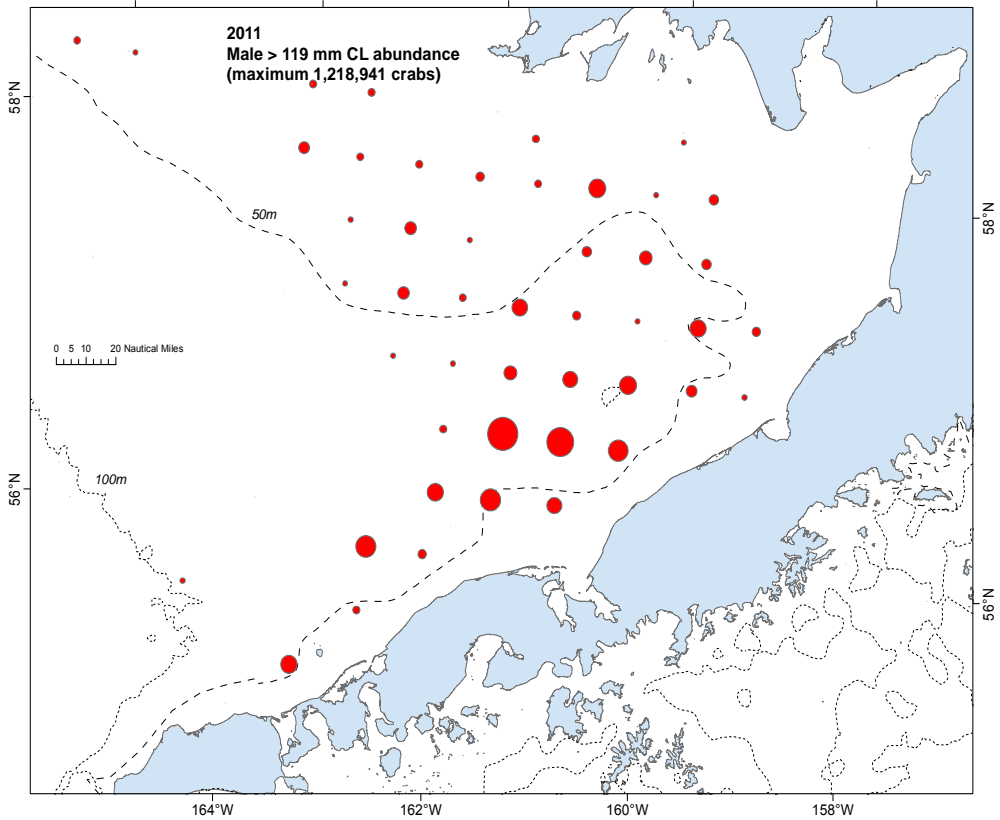 2011
Male > 119 mm CL abundance
(maximum 1,218,941 crabs)
58°N
50m
58°N
0 5 10 20 Nautical Miles
100m
56°N
56°N
164°W 162°W 160°W 158°W